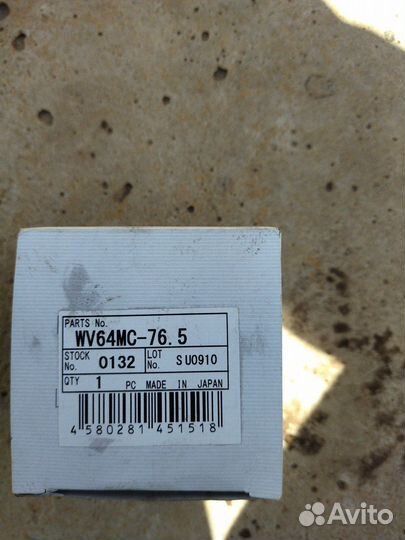 PARTS No.
WV64MC-76.5
STOCK No. 0132 LOT No. SU0910
QTY 1 PC MADE IN JAPAN
4 580281 451518
Avito